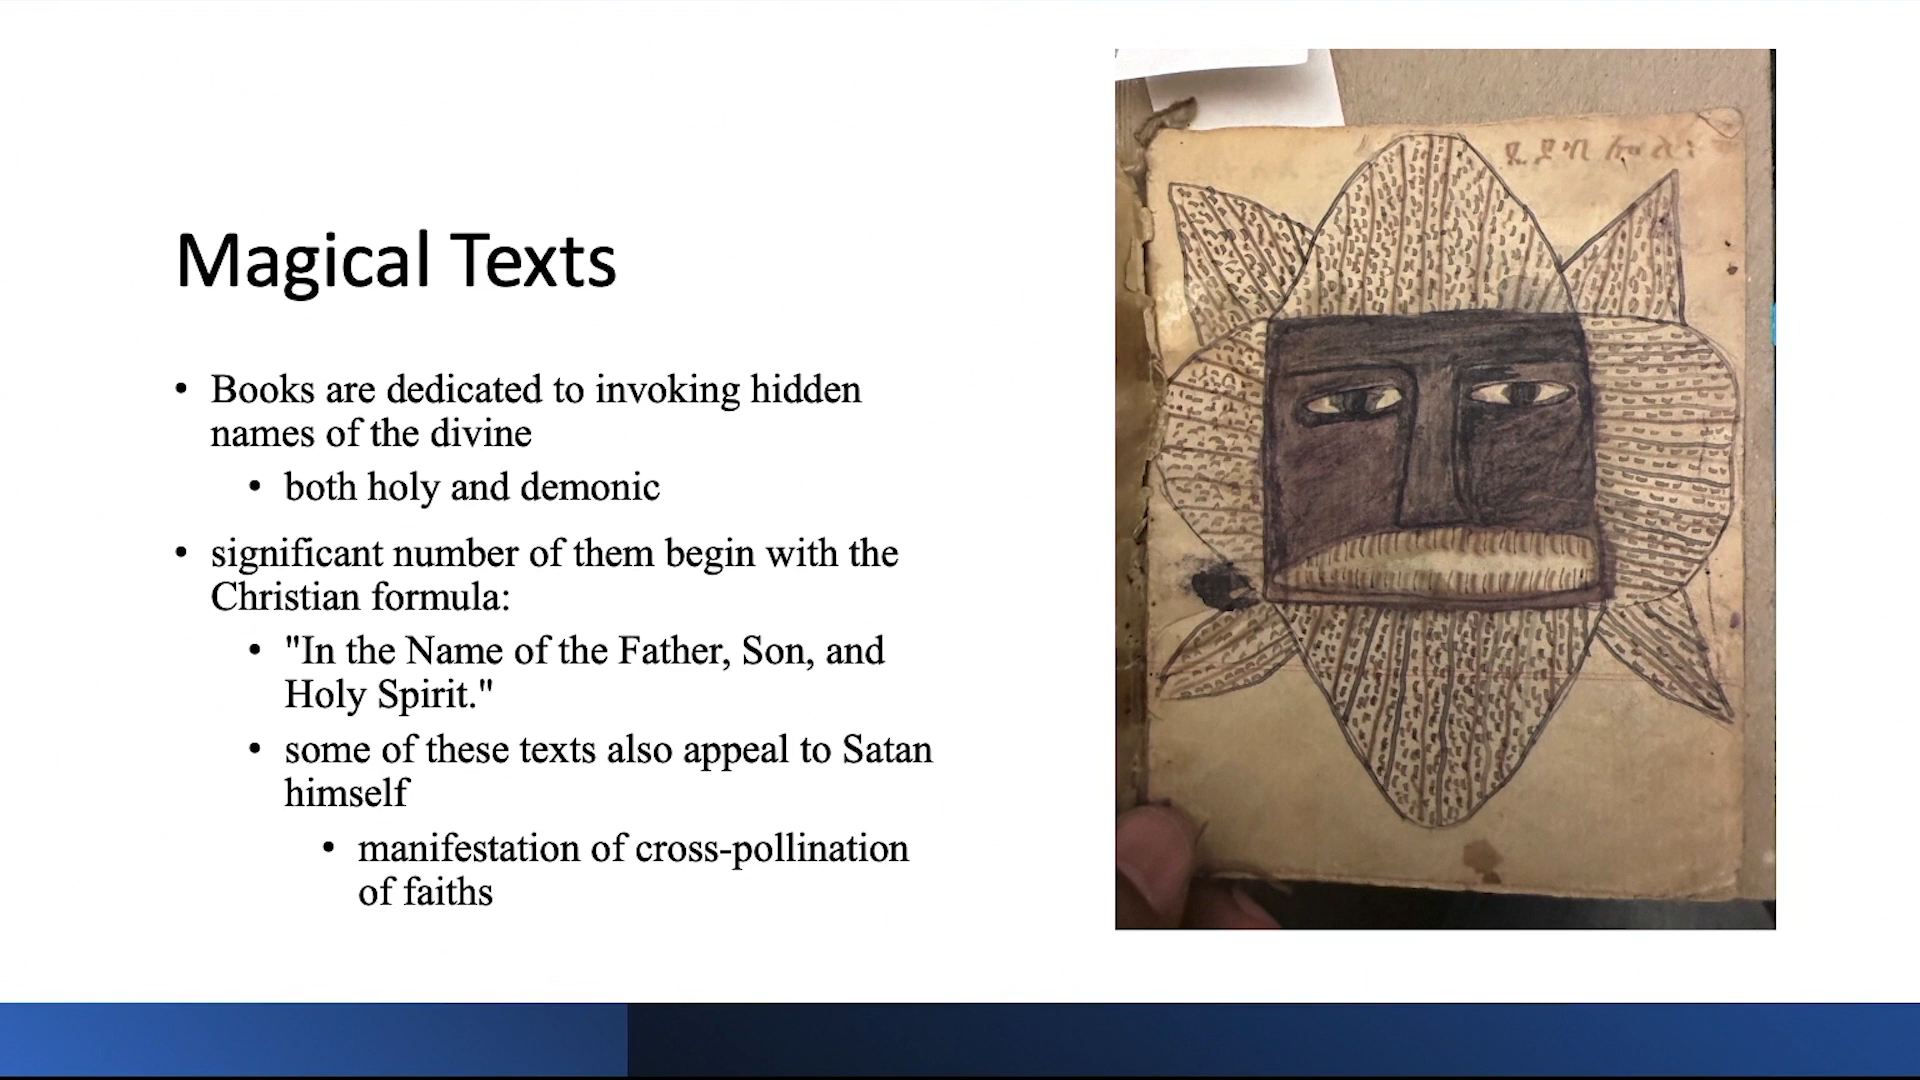 Magical Texts
• Books are dedicated to invoking hidden
names of the divine
• both holy and demonic
• significant number of them begin with the
Christian formula:
• "In the Name of the Father, Son, and
Holy Spirit."
• some of these texts also appeal to Satan
himself
• manifestation of cross-pollination
of faiths